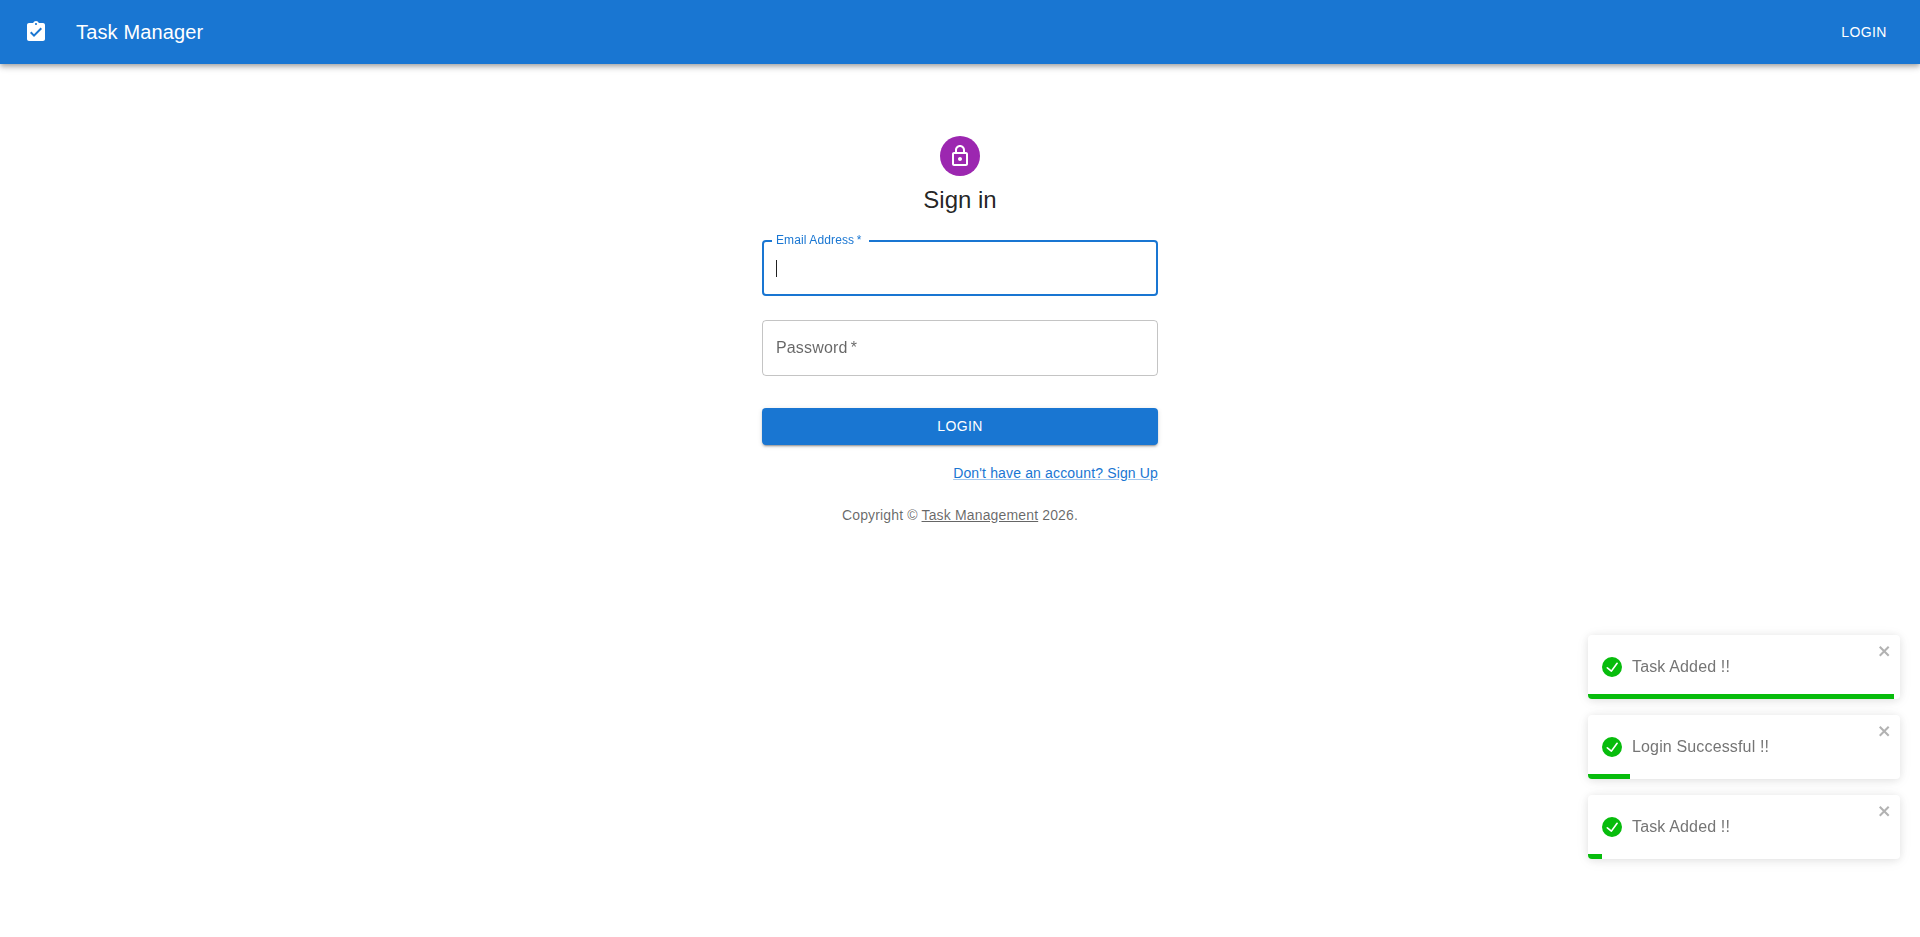 Task Manager
LOGIN
Sign in
Email Address *
Password *
LOGIN
Don't have an account? Sign Up
Copyright © Task Management 2026.
Task Added !!
Login Successful !!
Task Added !!